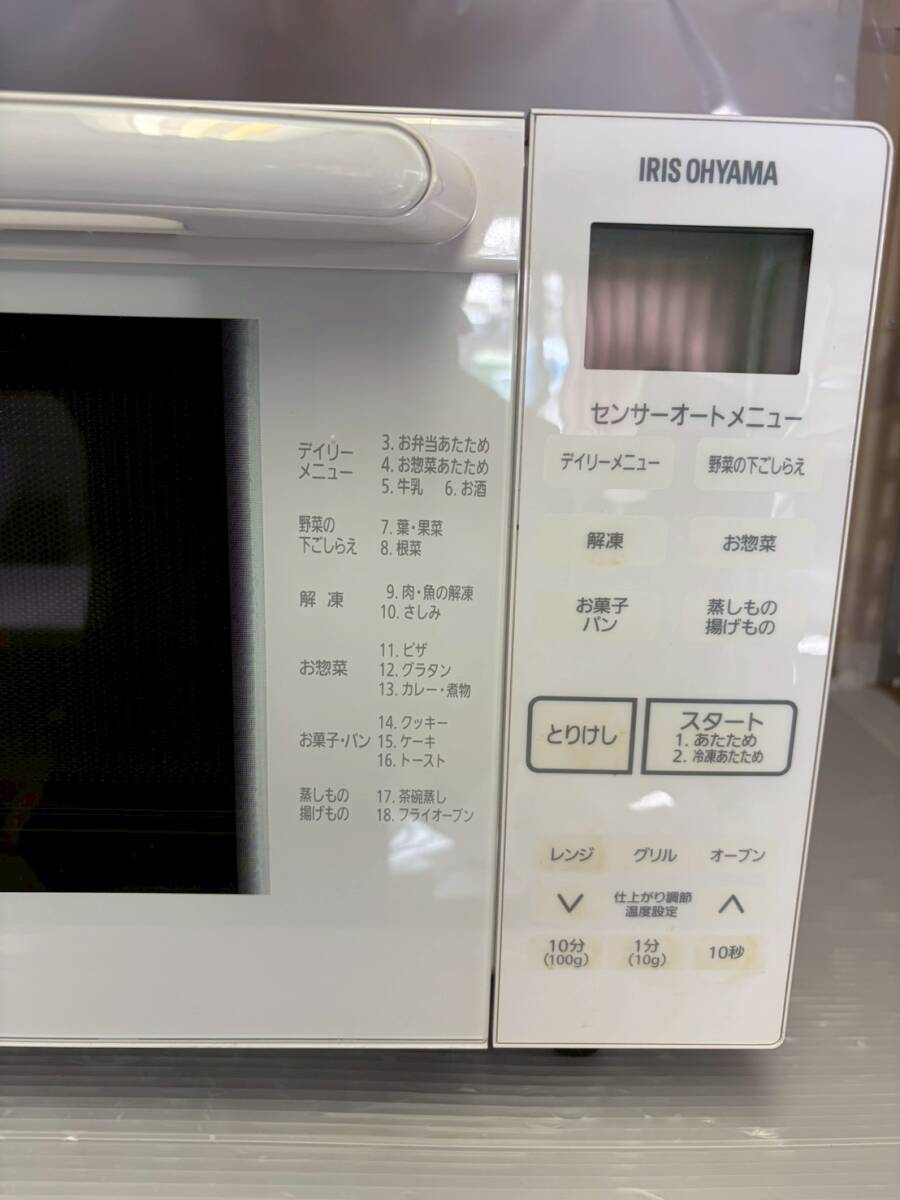 IRIS OHYAMA
センサーオートメニュー
デイリーメニュー 野菜の下ごしらえ
解凍 お惣菜
お菓子
パン
蒸しもの
揚げもの
とりけし
スタート
1. あたため
2. 冷凍あたため
レンジ グリル オーブン
仕上がり調節
温度設定
10分
(100g)
1分
(10g)
10秒
デイリー
メニュー
3. お弁当あたため
4. お惣菜あたため
5. 牛乳 6. お酒
野菜の
下ごしらえ
7. 葉・果菜
8. 根菜
解凍
9. 肉・魚の解凍
10. さしみ
お惣菜
11. ピザ
12. グラタン
13. カレー・煮物
お菓子・パン
14. クッキー
15. ケーキ
16. トースト
蒸しもの
揚げもの
17. 茶碗蒸し
18. フライオーブン